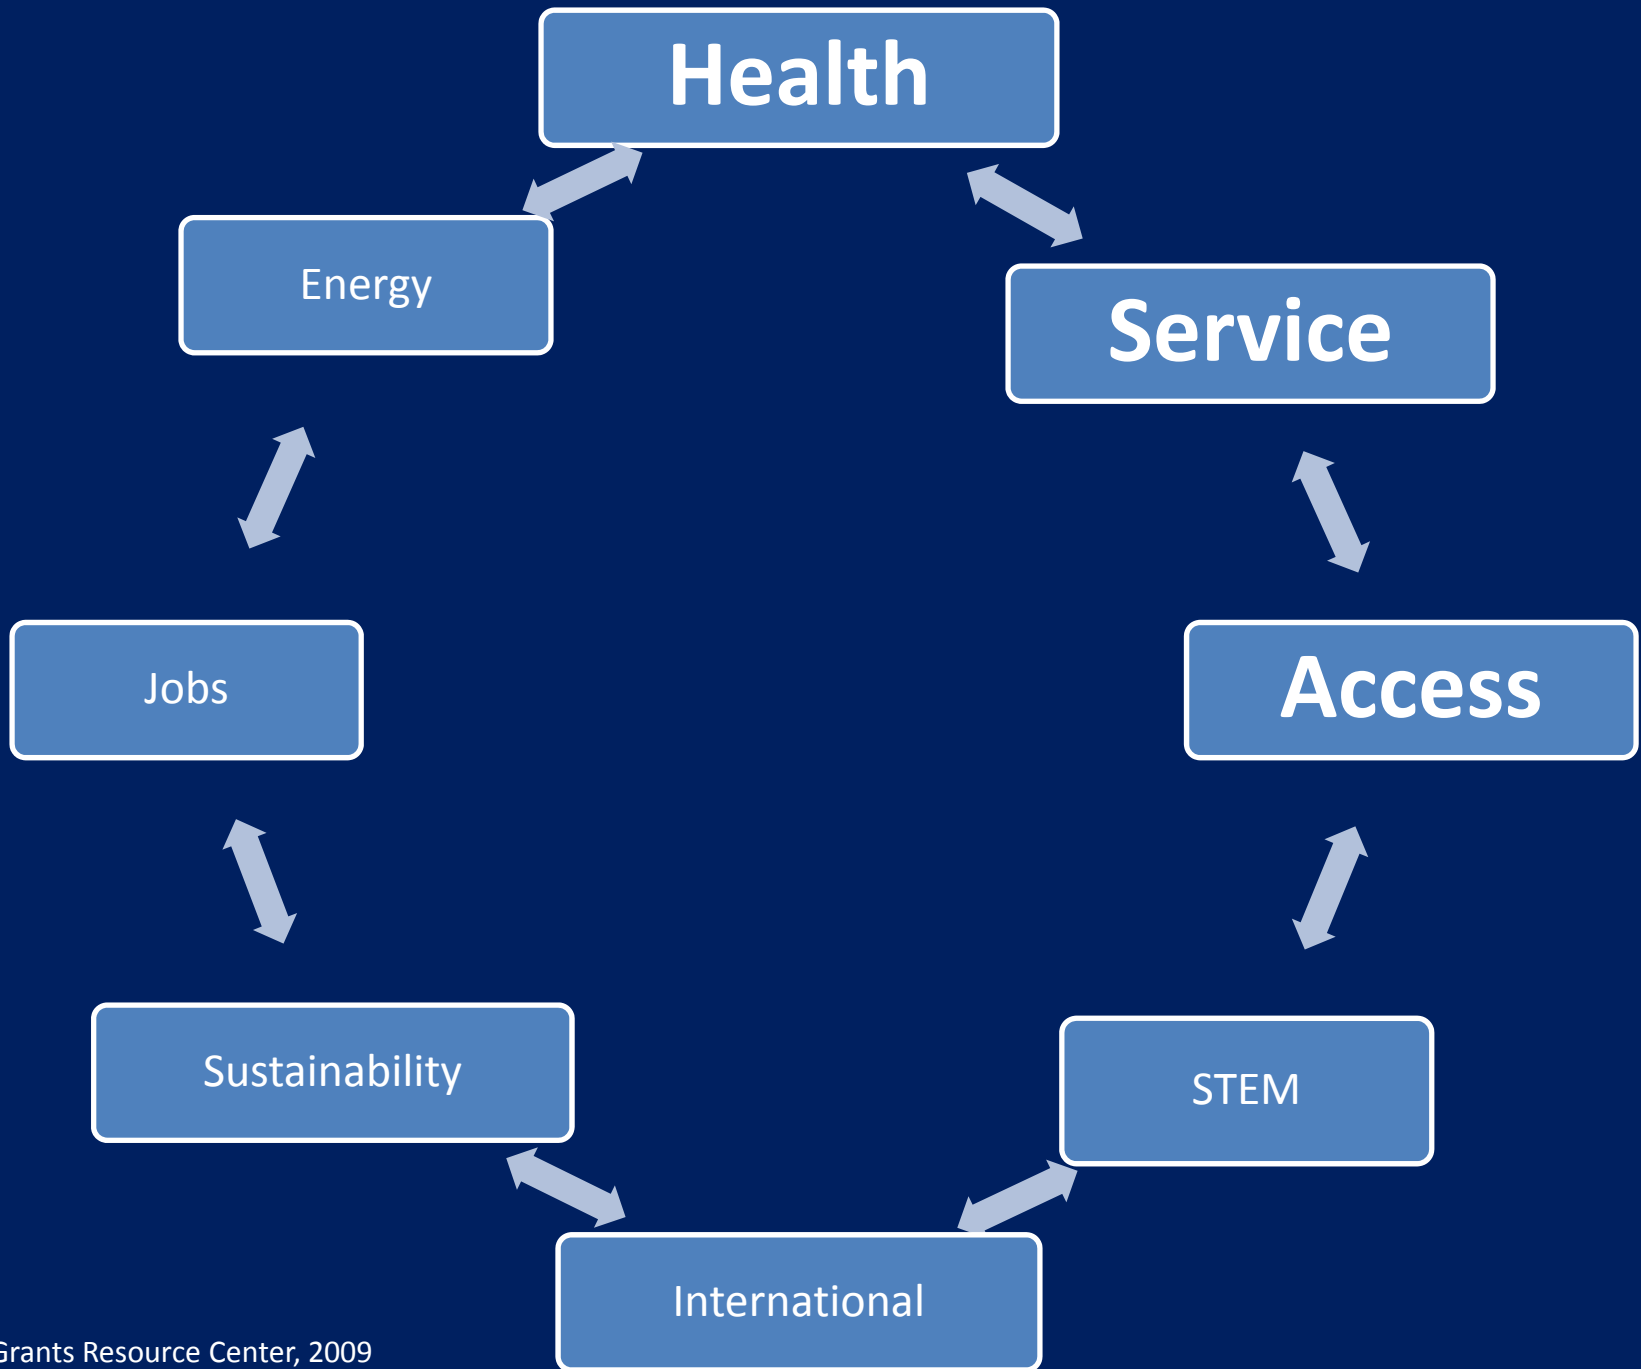 Health
Energy
Service
Jobs
Access
Sustainability
STEM
International
Grants Resource Center, 2009